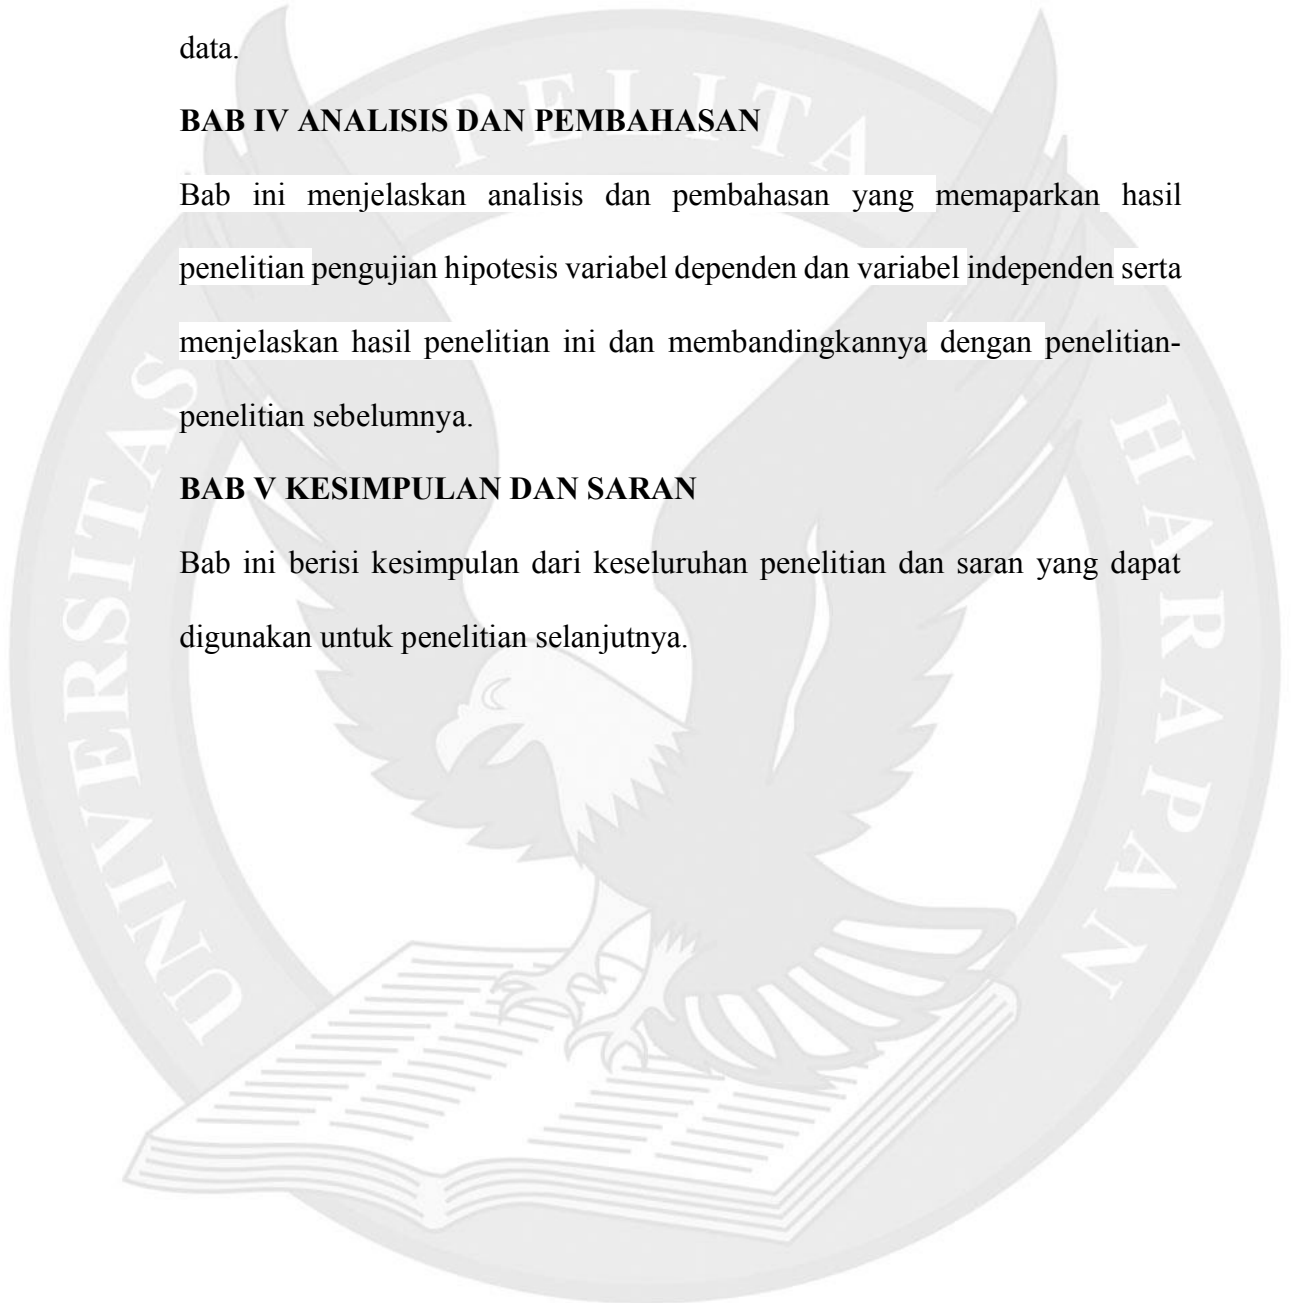 data.
BAB IV ANALISIS DAN PEMBAHASAN
Bab ini menjelaskan analisis dan pembahasan yang memaparkan hasil
penelitian pengujian hipotesis variabel dependen dan variabel independen serta
menjelaskan hasil penelitian ini dan membandingkannya dengan penelitian-
penelitian sebelumnya.
BAB V KESIMPULAN DAN SARAN
Bab ini berisi kesimpulan dari keseluruhan penelitian dan saran yang dapat
digunakan untuk penelitian selanjutnya.
UNIVERSITAS PELITA HARAPAN